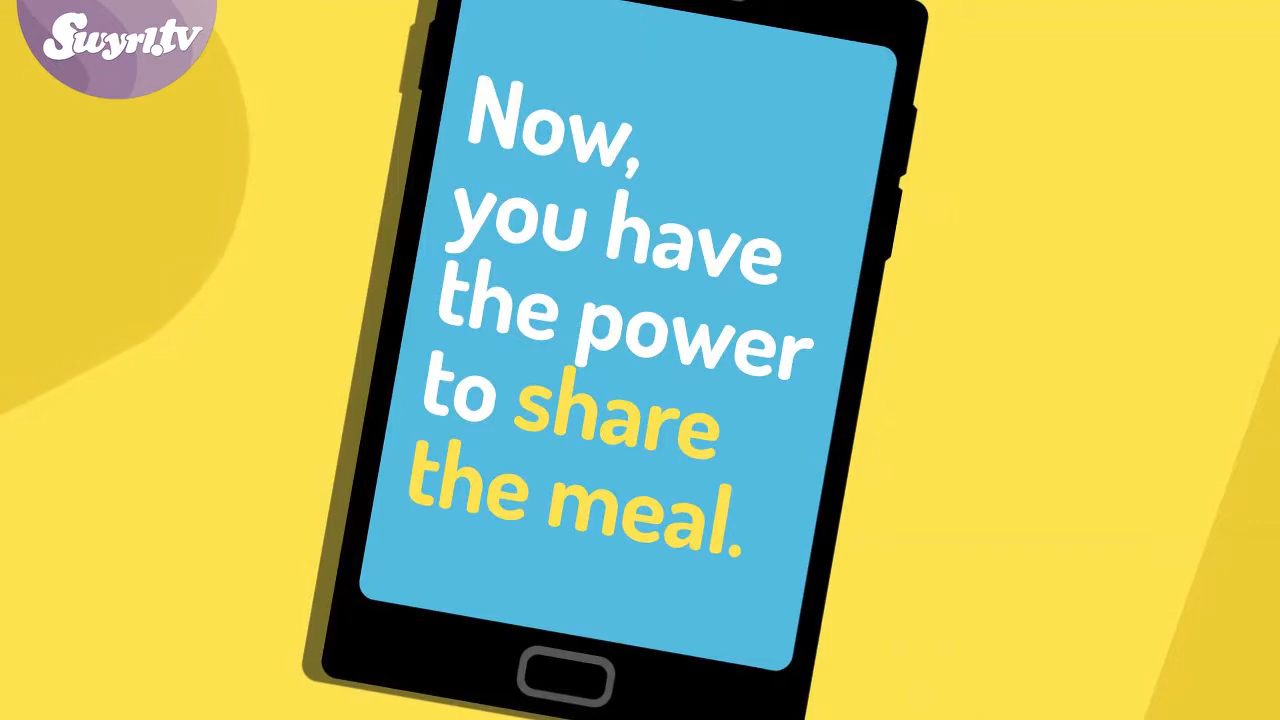 Swyrl.tv
Now,
you have
the power
to share
the meal.